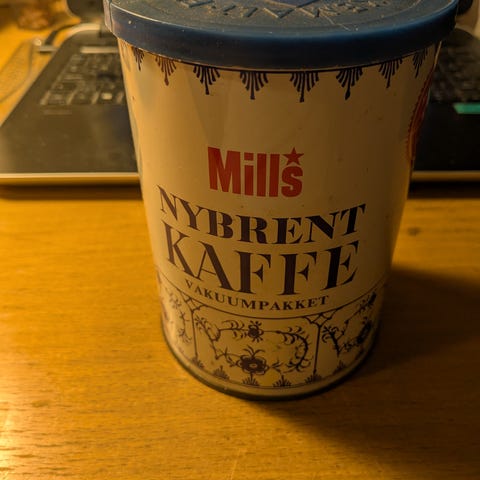 Mills
NYBRENT
KAFFE
VAKUUMPAKKET